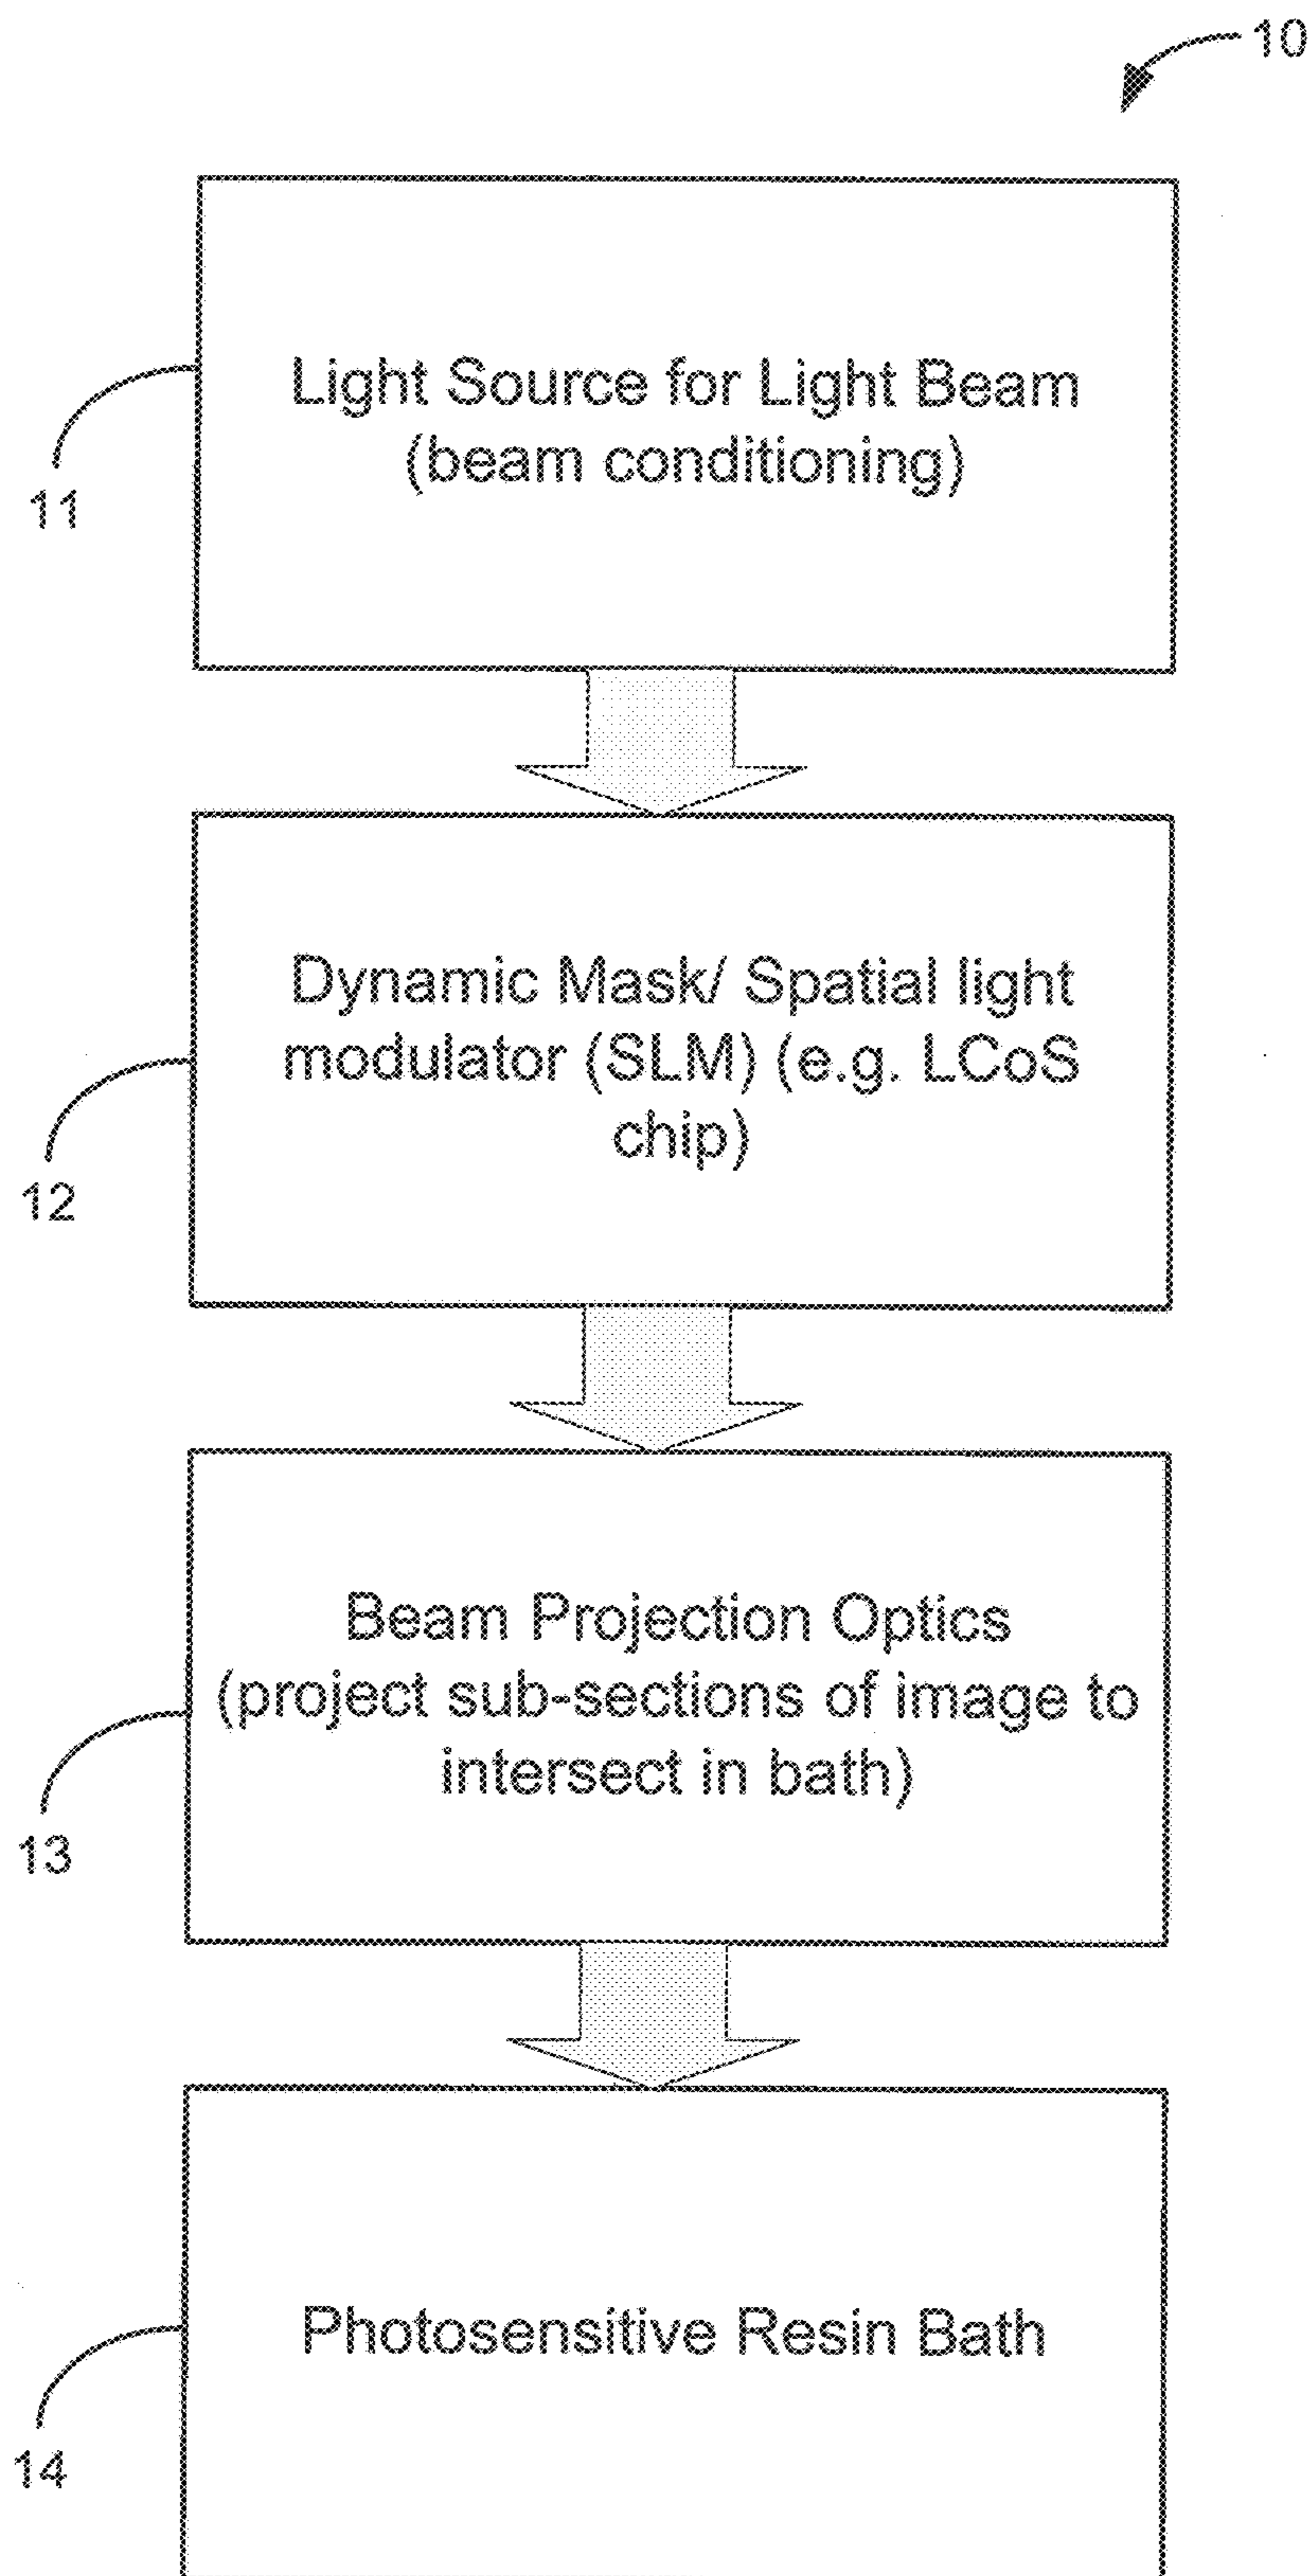 10
Light Source for Light Beam
(beam conditioning)
11
Dynamic Mask/ Spatial light
modulator (SLM) (e.g. LCoS
chip)
12
Beam Projection Optics
(project sub-sections of image to
intersect in bath)
13
Photosensitive Resin Bath
14